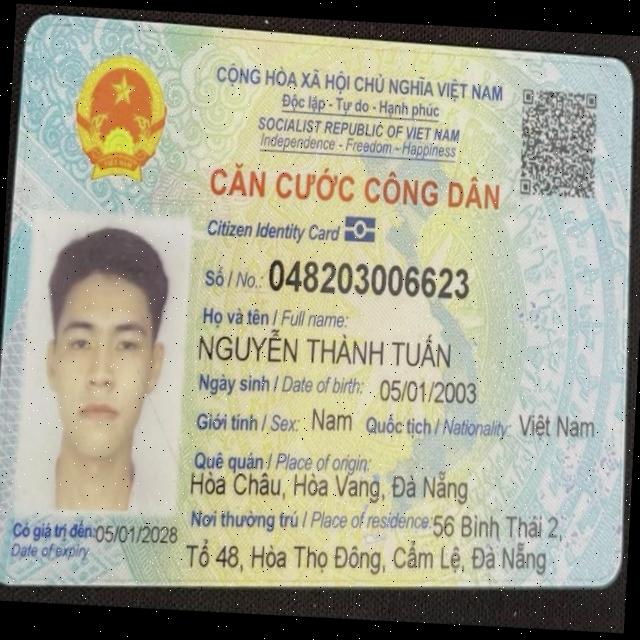 CỘNG HÒA XÃ HỘI CHỦ NGHĨA VIỆT NAM
Độc lập - Tự do - Hạnh phúc
SOCIALIST REPUBLIC OF VIET NAM
Independence - Freedom - Happiness
CĂN CƯỚC CÔNG DÂN
Citizen Identity Card
Số / No.: 048203006623
Họ và tên / Full name:
NGUYỄN THÀNH TUẤN
Ngày sinh / Date of birth: 05/01/2003
Giới tính / Sex: Nam Quốc tịch / Nationality: Việt Nam
Quê quán / Place of origin:
Hòa Châu, Hòa Vang, Đà Nẵng
Nơi thường trú / Place of residence: 56 Bình Thái 2,
Tổ 48, Hòa Thọ Đông, Cẩm Lệ, Đà Nẵng
Có giá trị đến: 05/01/2028
Date of expiry